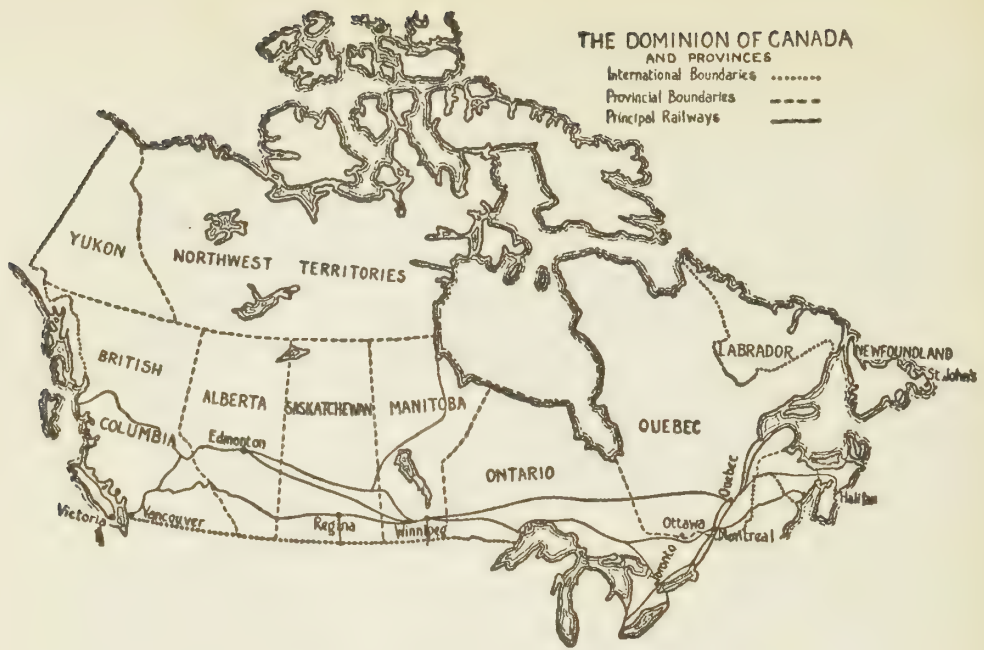 THE DOMINION OF CANADA
AND PROVINCES
International Boundaries
Provincial Boundaries
Principal Railways
YUKON
NORTHWEST TERRITORIES
BRITISH
COLUMBIA
ALBERTA
SASKATCHEWAN
MANITOBA
ONTARIO
QUEBEC
LABRADOR
NEWFOUNDLAND
St. John's
Edmonton
Victoria
Vancouver
Regina
Winnipeg
Ottawa
Toronto
Montreal
Quebec
Halifax